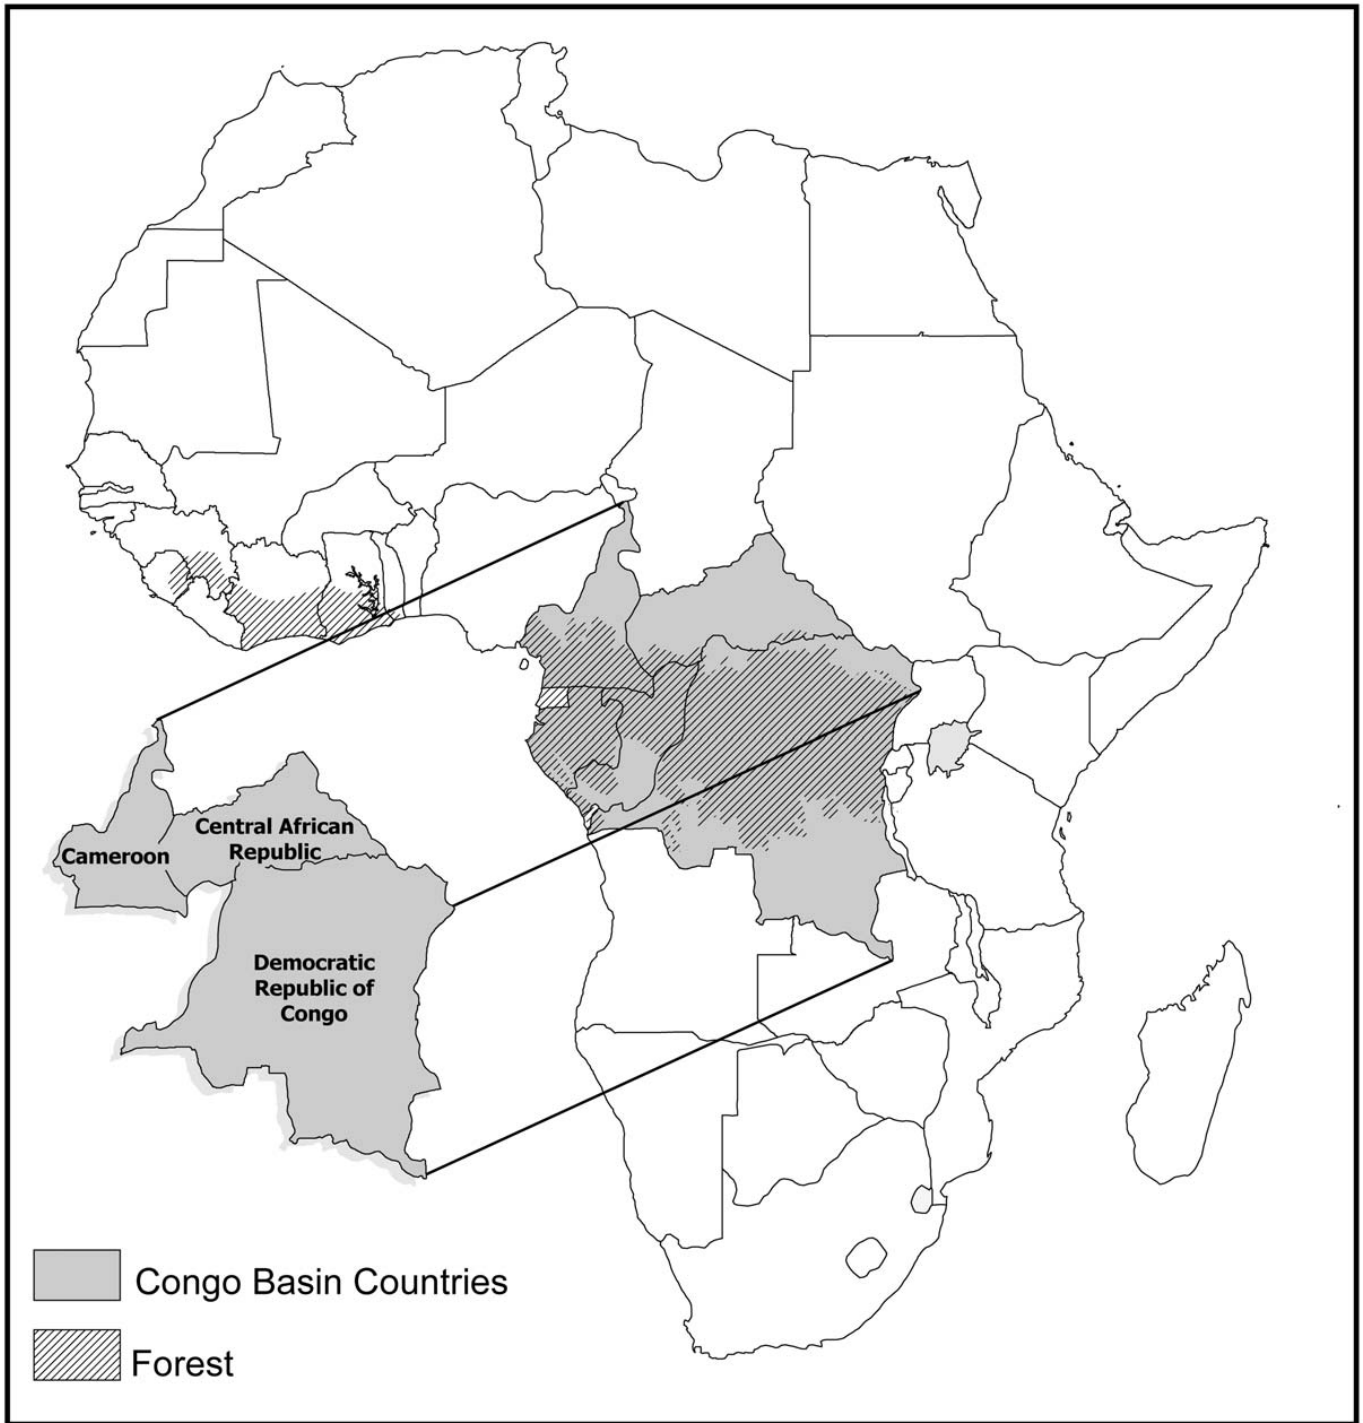 Central African
Republic
Cameroon
Democratic
Republic of
Congo
Congo Basin Countries
Forest